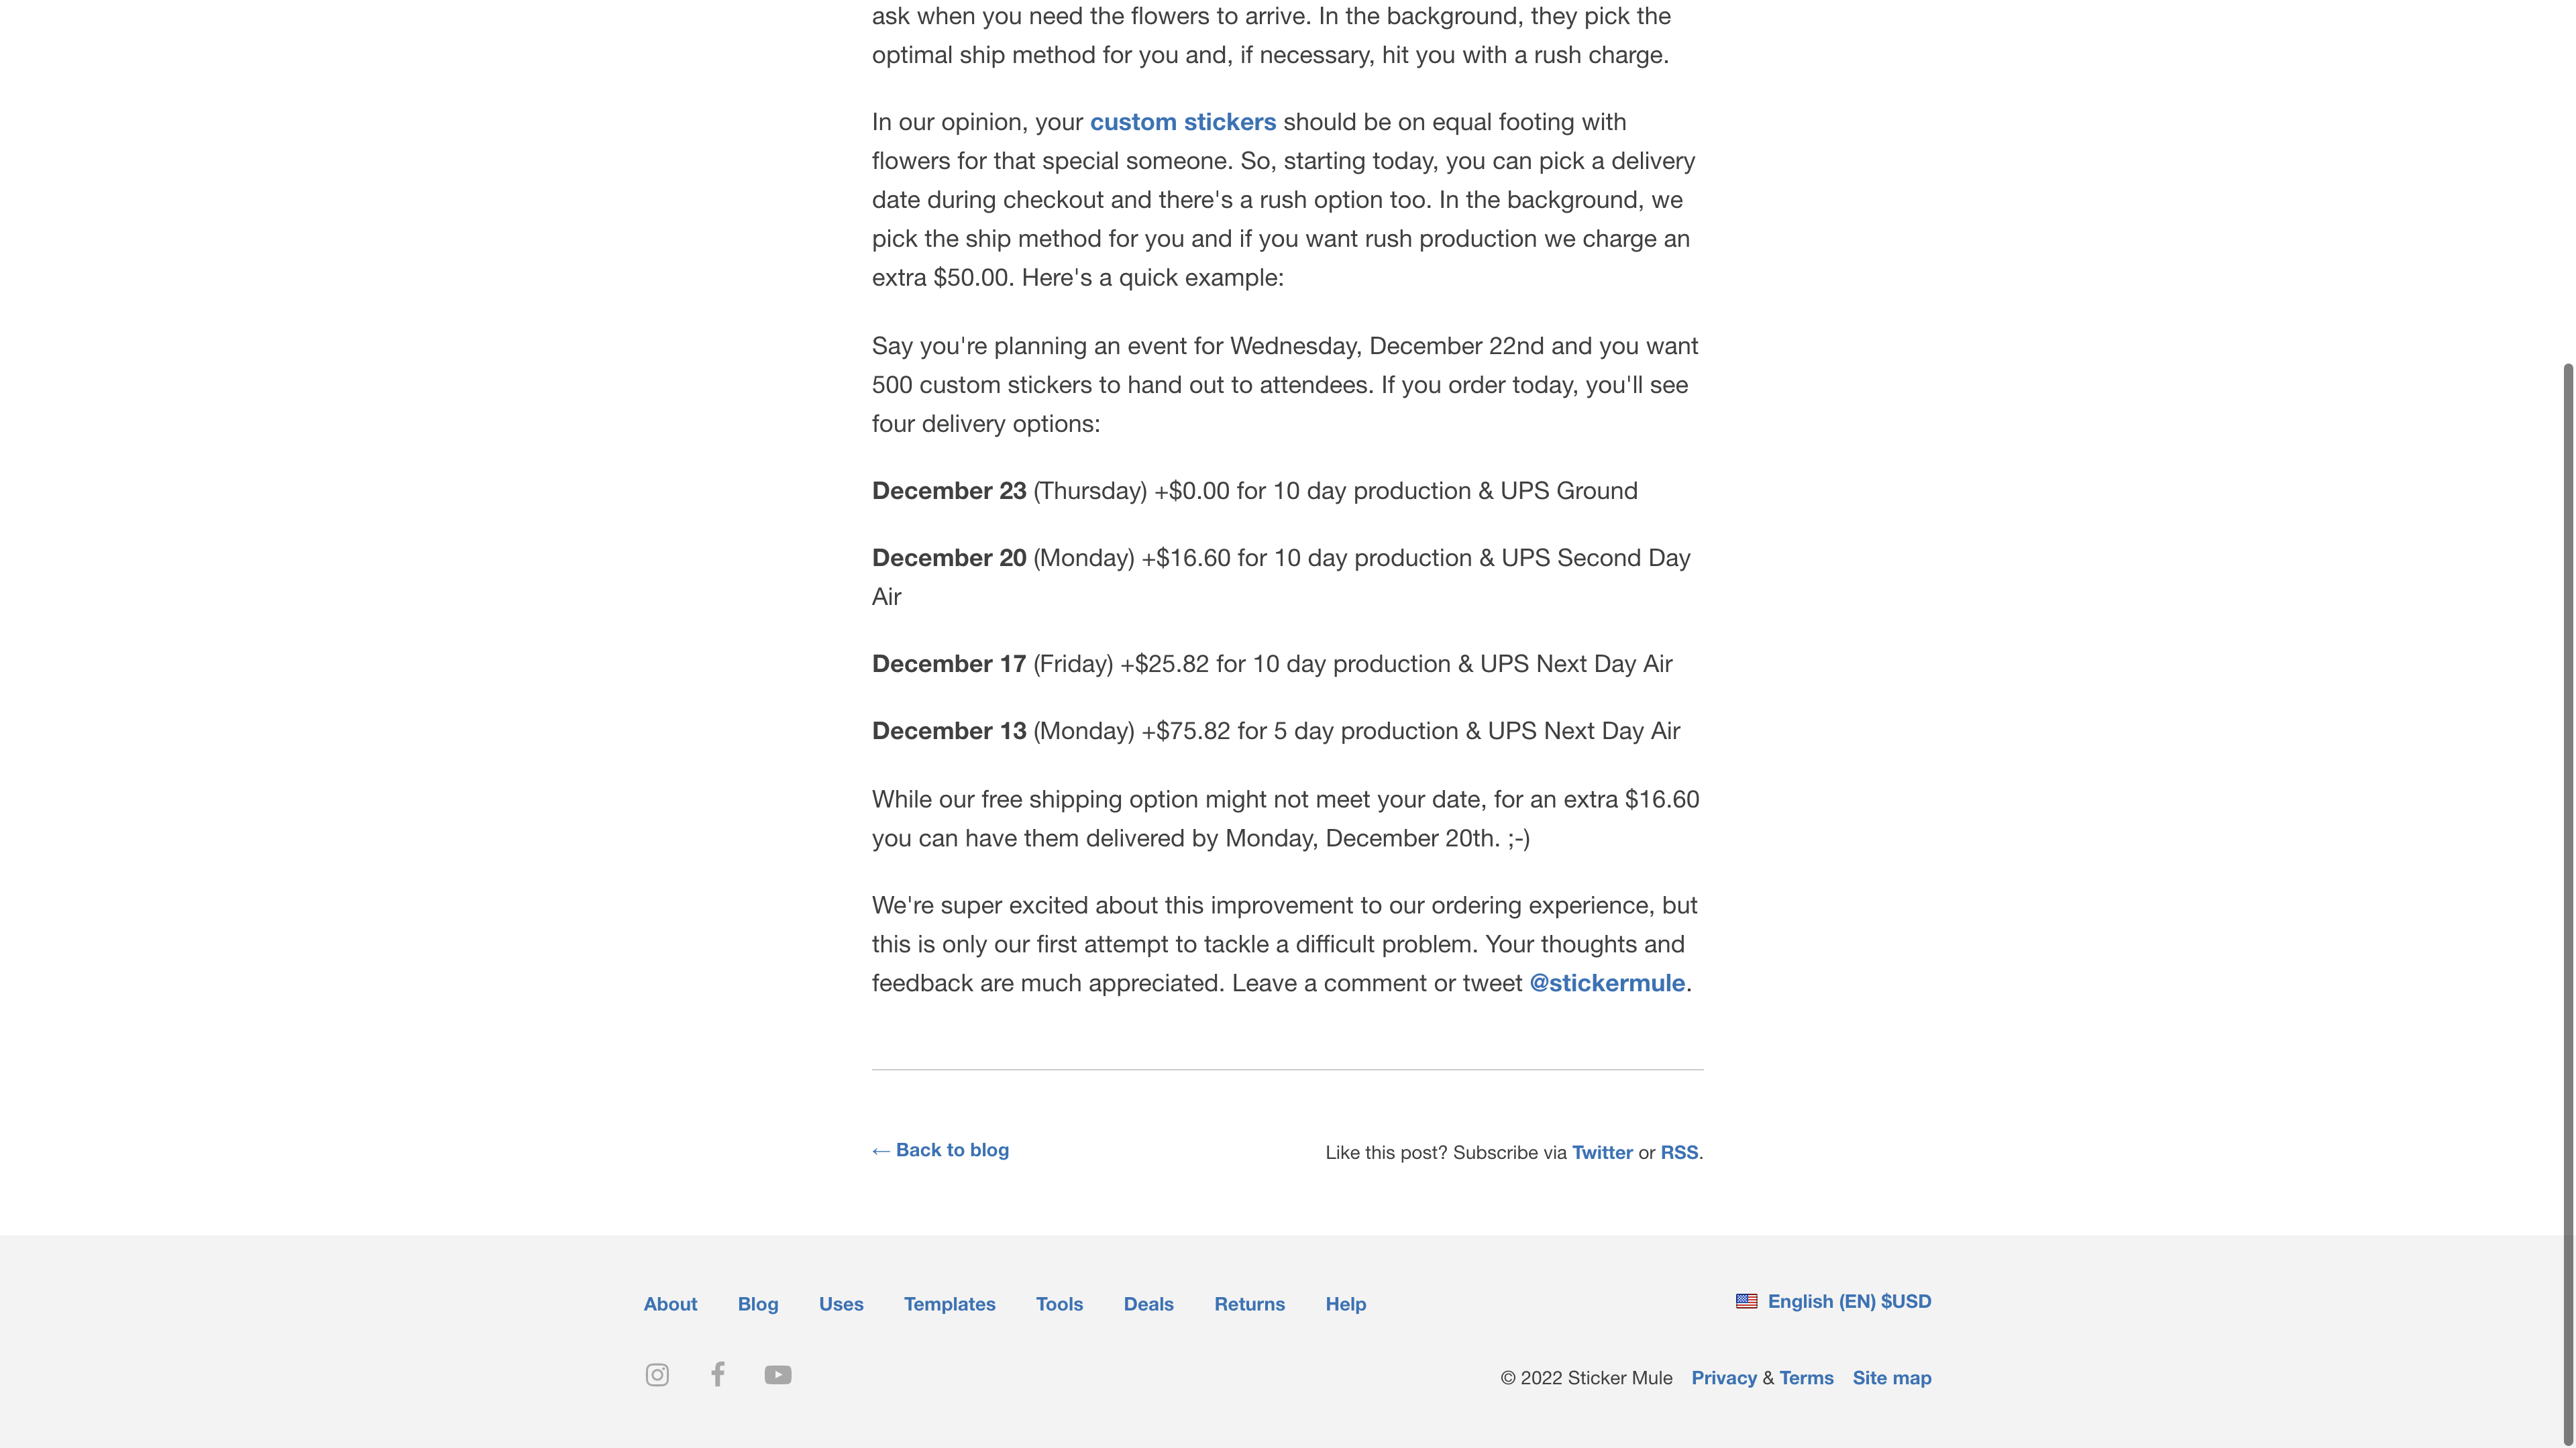 ask when you need the flowers to arrive. In the background, they pick the
optimal ship method for you and, if necessary, hit you with a rush charge.
In our opinion, your custom stickers should be on equal footing with
flowers for that special someone. So, starting today, you can pick a delivery
date during checkout and there's a rush option too. In the background, we
pick the ship method for you and if you want rush production we charge an
extra $50.00. Here's a quick example:
Say you're planning an event for Wednesday, December 22nd and you want
500 custom stickers to hand out to attendees. If you order today, you'll see
four delivery options:
December 23 (Thursday) +$0.00 for 10 day production & UPS Ground
December 20 (Monday) +$16.60 for 10 day production & UPS Second Day
Air
December 17 (Friday) +$25.82 for 10 day production & UPS Next Day Air
December 13 (Monday) +$75.82 for 5 day production & UPS Next Day Air
While our free shipping option might not meet your date, for an extra $16.60
you can have them delivered by Monday, December 20th. ;-)
We're super excited about this improvement to our ordering experience, but
this is only our first attempt to tackle a difficult problem. Your thoughts and
feedback are much appreciated. Leave a comment or tweet @stickermule.
← Back to blog
Like this post? Subscribe via Twitter or RSS.
About Blog Uses Templates Tools Deals Returns Help
English (EN) $USD
© 2022 Sticker Mule Privacy & Terms Site map